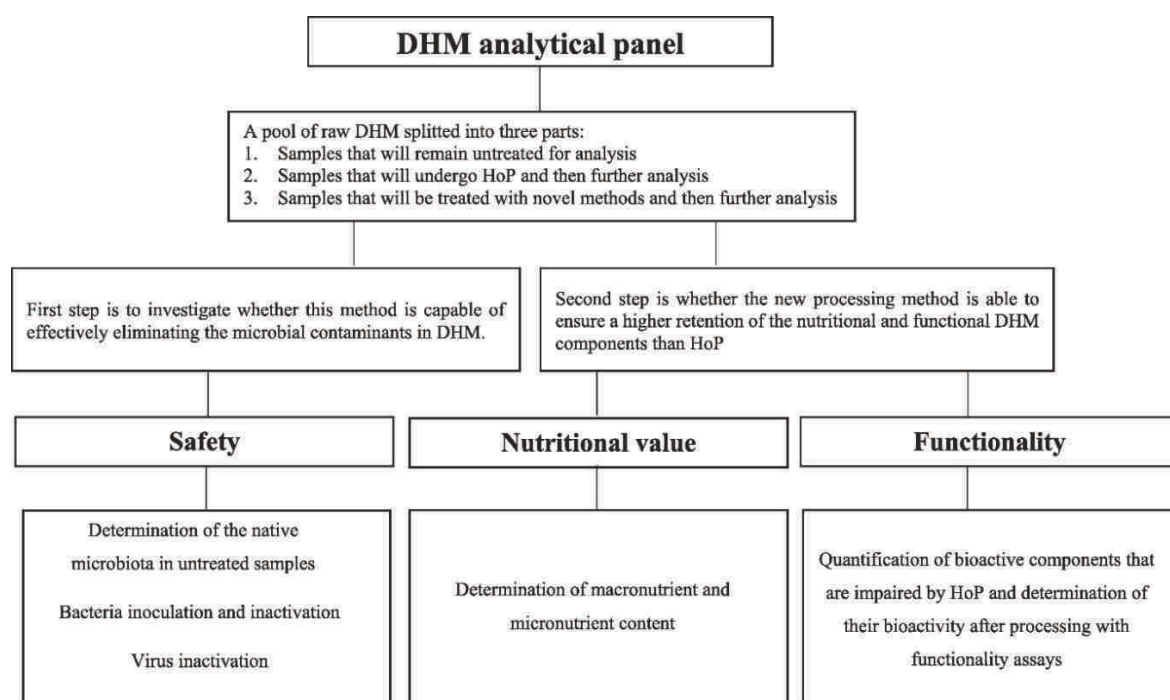 DHM analytical panel
A pool of raw DHM splitted into three parts:
1. Samples that will remain untreated for analysis
2. Samples that will undergo HoP and then further analysis
3. Samples that will be treated with novel methods and then further analysis
First step is to investigate whether this method is capable of
effectively eliminating the microbial contaminants in DHM.
Second step is whether the new processing method is able to
ensure a higher retention of the nutritional and functional DHM
components than HoP
Safety
Determination of the native
microbiota in untreated samples
Bacteria inoculation and inactivation
Virus inactivation
Nutritional value
Determination of macronutrient and
micronutrient content
Functionality
Quantification of bioactive components that
are impaired by HoP and determination of
their bioactivity after processing with
functionality assays